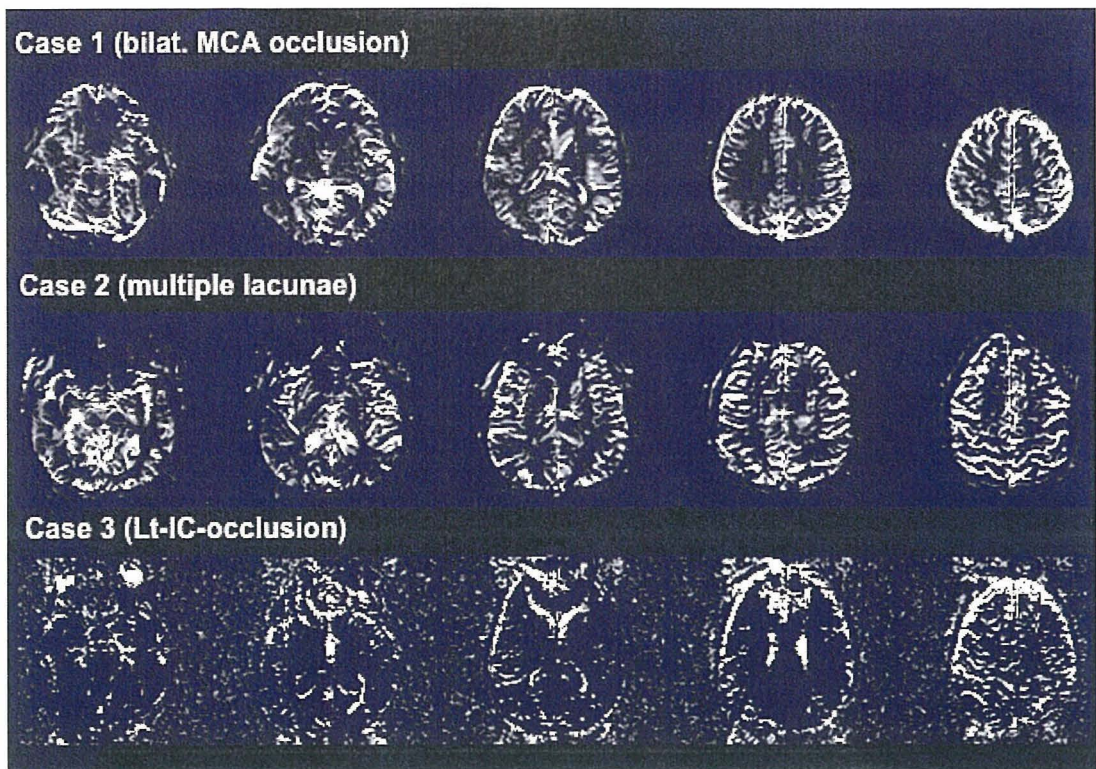 Case 1 (bilat. MCA occlusion)
Case 2 (multiple lacunae)
Case 3 (Lt-IC-occlusion)